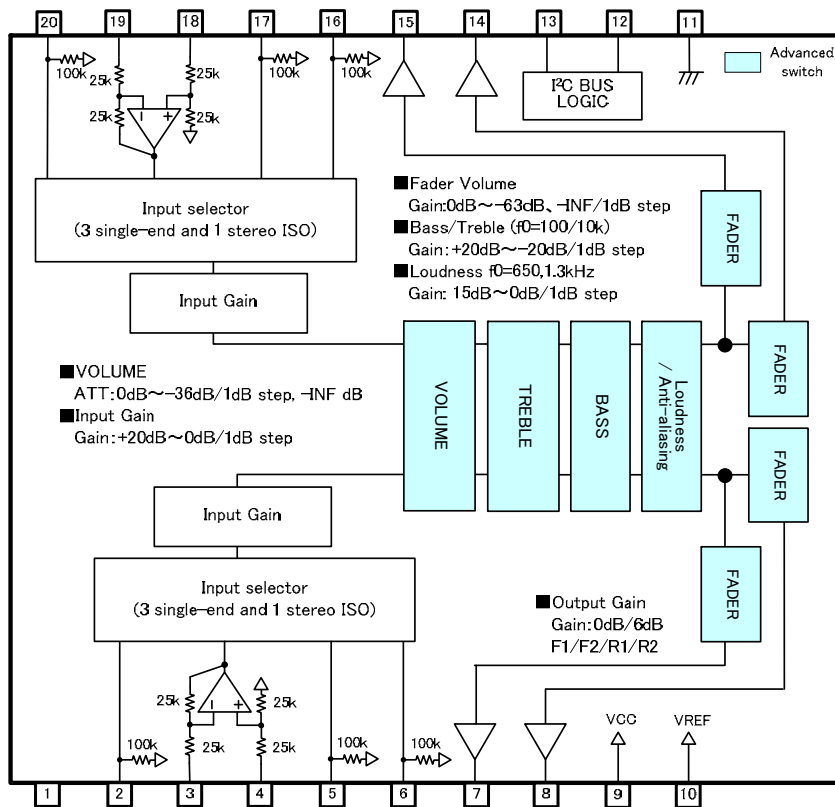 20 19 18 17 16 15 14 13 12 11
100k
25k
25k
25k
25k
100k
100k
I²C BUS
LOGIC
Advanced
switch
Input selector
(3 single-end and 1 stereo ISO)
Input Gain
■Fader Volume
Gain:0dB～-63dB、-INF/1dB step
■Bass/Treble (f0=100/10k)
Gain:+20dB～-20dB/1dB step
■Loudness f0=650,1.3kHz
Gain: 15dB～0dB/1dB step
FADER
FADER
■VOLUME
ATT:0dB～-36dB/1dB step, -INF dB
■Input Gain
Gain:+20dB～0dB/1dB step
VOLUME
TREBLE
BASS
Loudness
/ Anti-aliasing
FADER
FADER
Input Gain
Input selector
(3 single-end and 1 stereo ISO)
■Output Gain
Gain:0dB/6dB
F1/F2/R1/R2
25k
25k
25k
25k
100k
100k
100k
VCC
VREF
1 2 3 4 5 6 7 8 9 10